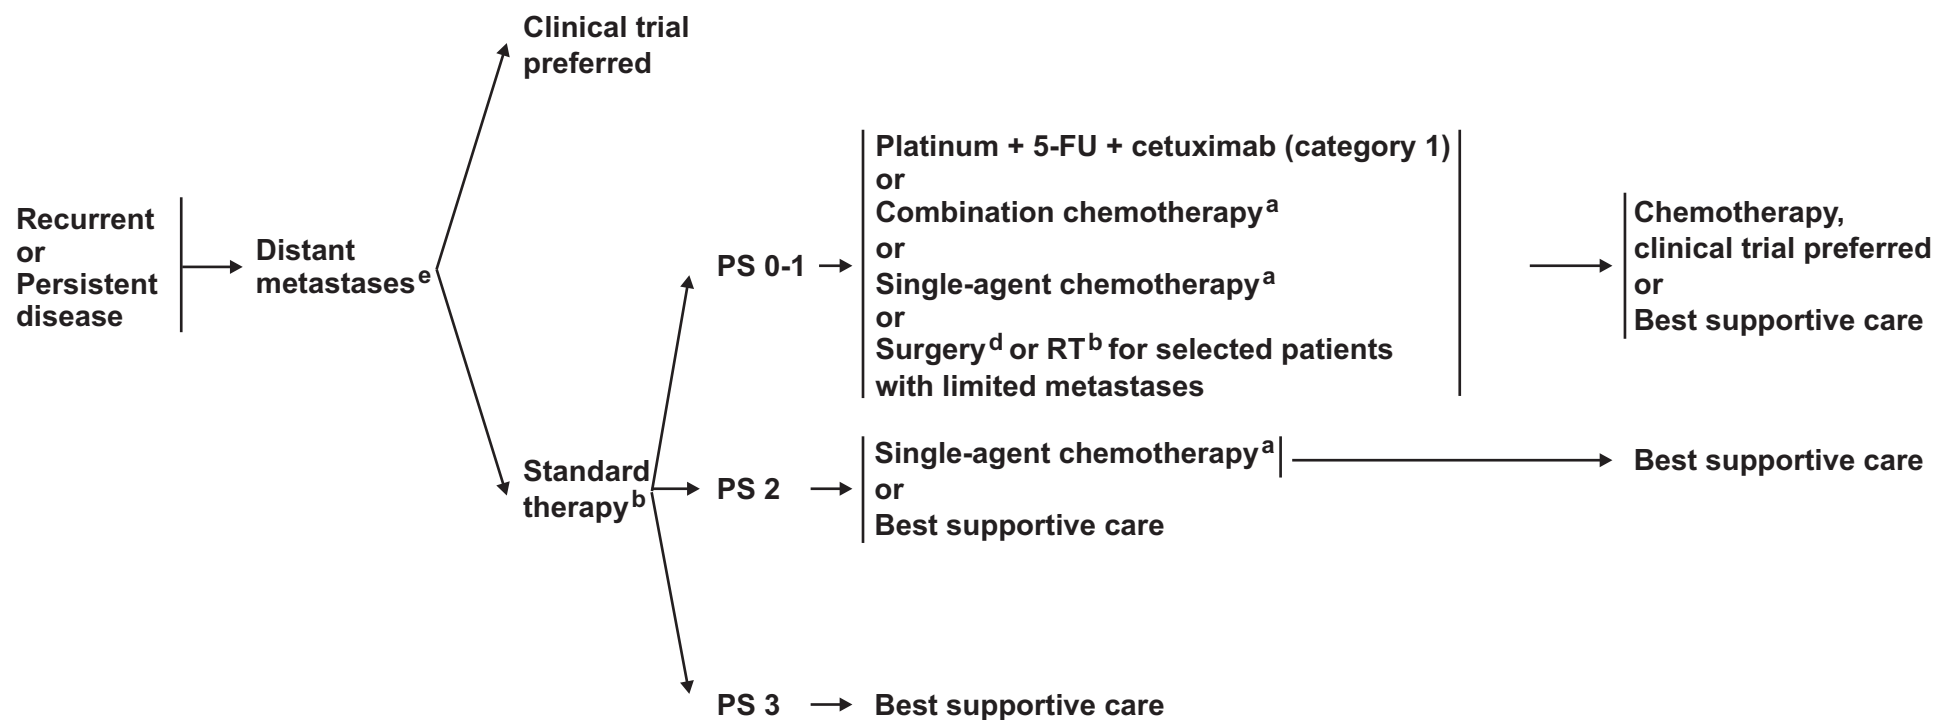 Clinical trial
preferred
Recurrent
or
Persistent
disease
Distant
metastases e
Standard
therapy b
PS 0-1
Platinum + 5-FU + cetuximab (category 1)
or
Combination chemotherapy a
or
Single-agent chemotherapy a
or
Surgery d or RT b for selected patients
with limited metastases
Chemotherapy,
clinical trial preferred
or
Best supportive care
PS 2
Single-agent chemotherapy a
or
Best supportive care
Best supportive care
PS 3
Best supportive care